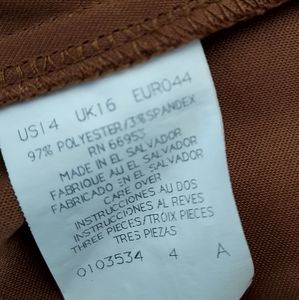 US14 UK16 EURO44
97% POLYESTER/3%SPANDEX
RN 66953
MADE IN EL SALVADOR
FABRIQUE AU EL SALVADOR
FABRICADO EN EL SALVADOR
CARE OVER
INSTRUCTIONS AU DOS
INSTRUCCIONES AL REVES
THREE PIECES/TROIX PIECES
TRES PIEZAS
0103534 4 A